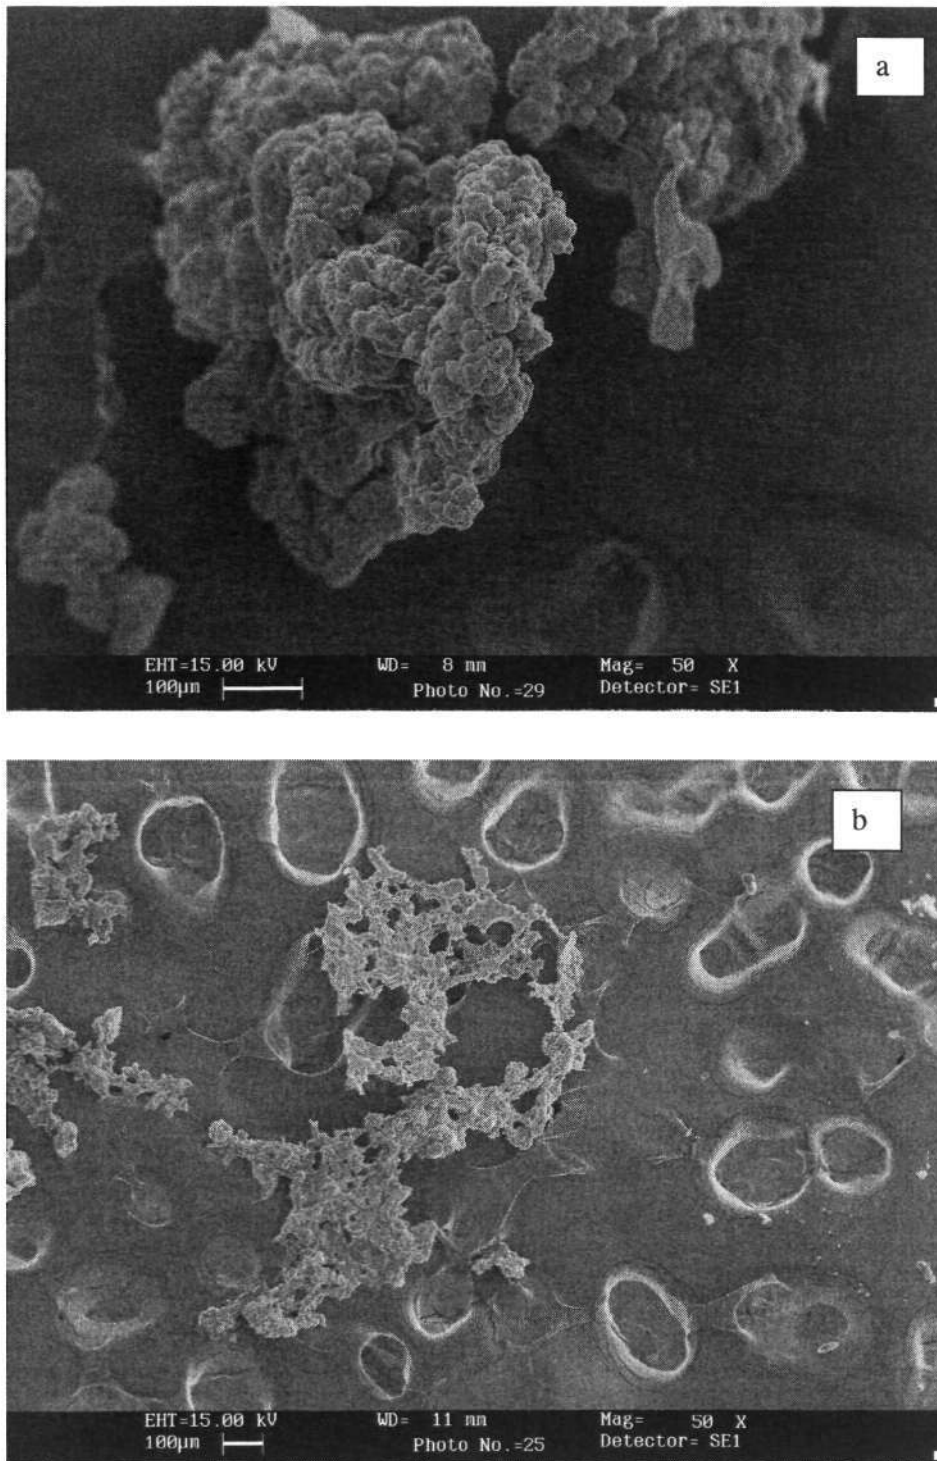 a
EHT=15.00 kV WD= 8 mm Mag= 50 X
100µm Photo No.=29 Detector= SE1
b
EHT=15.00 kV WD= 11 mm Mag= 50 X
100µm Photo No.=25 Detector= SE1